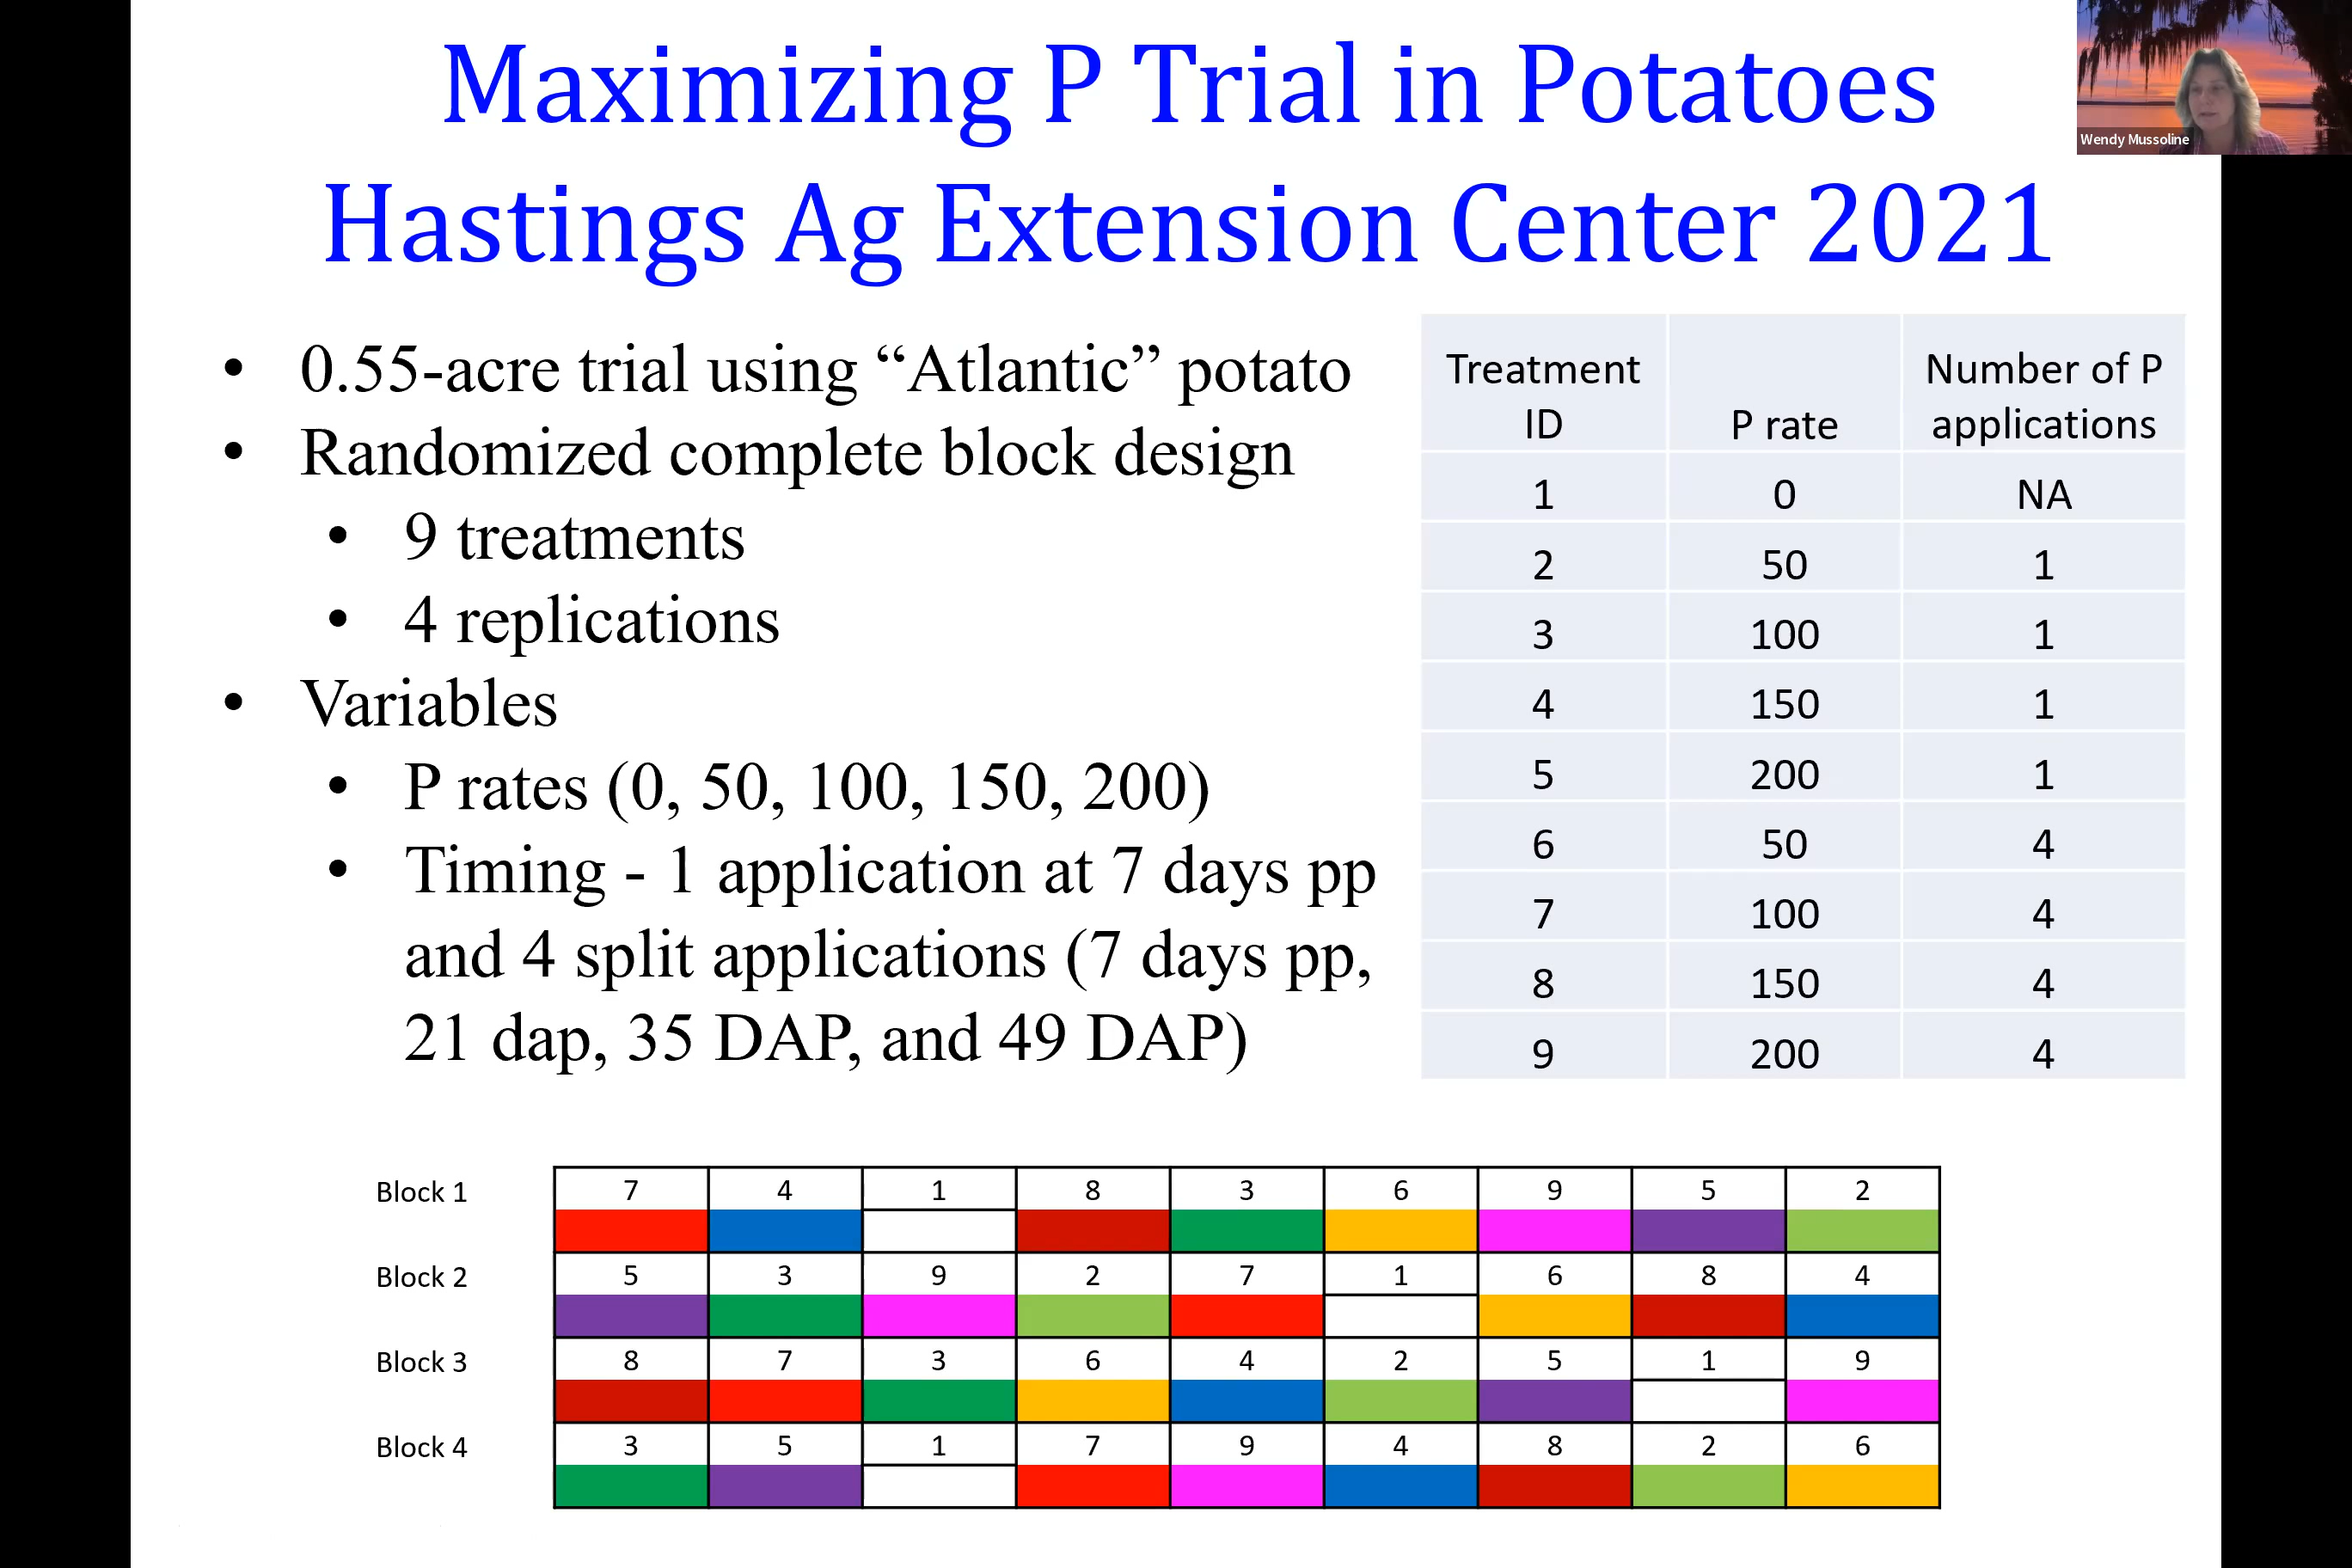 Maximizing P Trial in Potatoes
Hastings Ag Extension Center 2021
Wendy Mussoline
• 0.55-acre trial using “Atlantic” potato
• Randomized complete block design
• 9 treatments
• 4 replications
• Variables
• P rates (0, 50, 100, 150, 200)
• Timing - 1 application at 7 days pp
and 4 split applications (7 days pp,
21 dap, 35 DAP, and 49 DAP)
Treatment ID P rate Number of P applications
1 0 NA
2 50 1
3 100 1
4 150 1
5 200 1
6 50 4
7 100 4
8 150 4
9 200 4
Block 1 7 4 1 8 3 6 9 5 2
Block 2 5 3 9 2 7 1 6 8 4
Block 3 8 7 3 6 4 2 5 1 9
Block 4 3 5 1 7 9 4 8 2 6